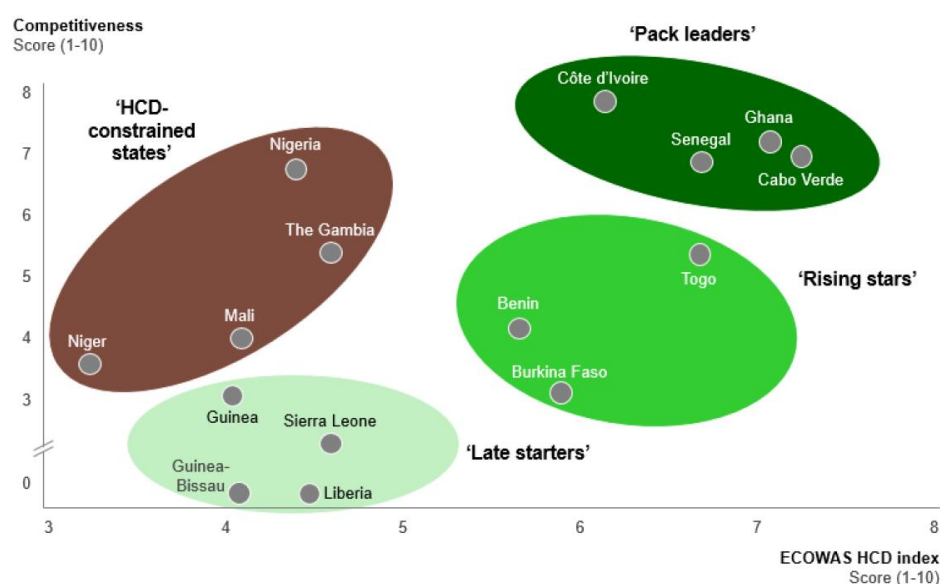 Competitiveness
Score (1-10)
'Pack leaders'
Côte d'Ivoire
Ghana
Senegal
Cabo Verde
'HCD-
constrained
states'
Nigeria
The Gambia
Mali
Niger
'Rising stars'
Togo
Benin
Burkina Faso
'Late starters'
Guinea
Sierra Leone
Guinea-
Bissau
Liberia
8
7
6
5
4
3
0
3
4
5
6
7
8
ECOWAS HCD index
Score (1-10)